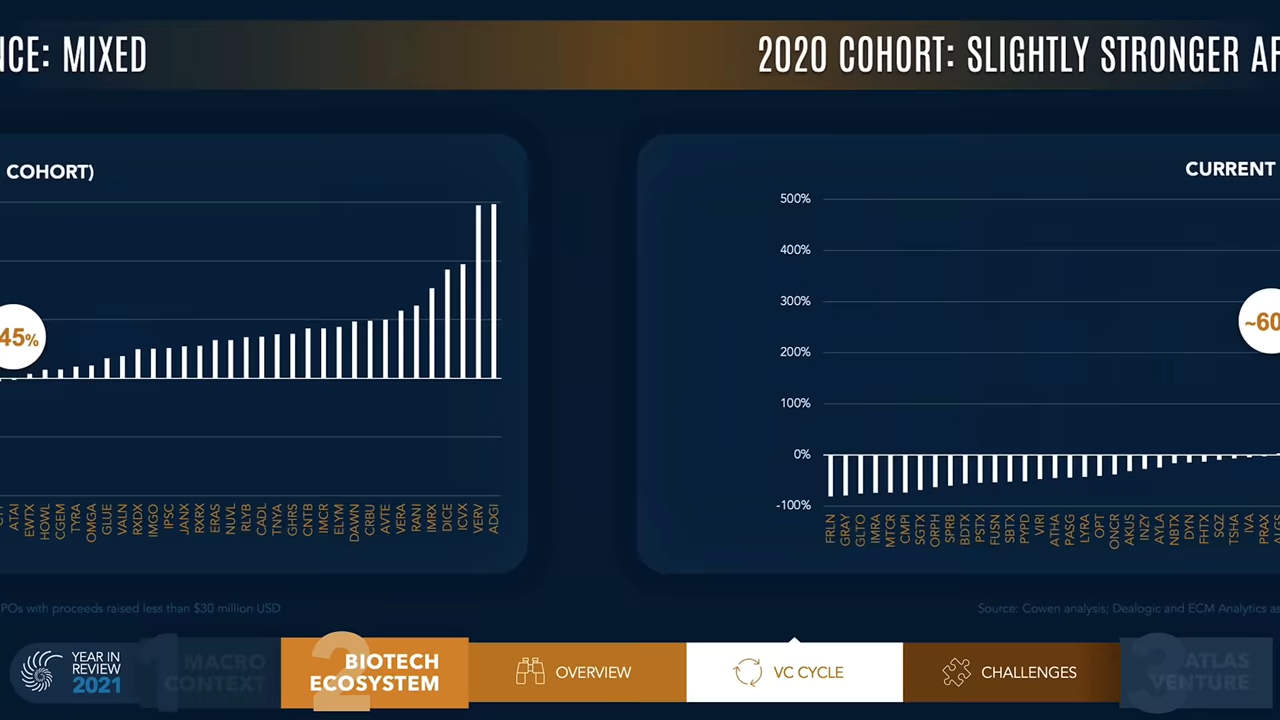 NCE: MIXED
2020 COHORT: SLIGHTLY STRONGER AF
COHORT)
45%
ATAI
EWTX
HOWL
CGEM
TYRA
OMGA
GLUE
VALN
RXDX
IMGO
IPSC
JANX
RXRX
ERAS
NUVL
RLYB
CADL
TNYA
GHRS
CNTB
IMCR
ELYM
DAWN
CRBU
AVTE
VERA
RANI
IMRX
DICE
ICVX
VERV
ADGI
POs with proceeds raised less than $30 million USD
CURRENT
500%
400%
300%
200%
100%
0%
-100%
~60
FRLN
GRAY
GLTO
IMRA
MTCR
CMPI
SGTX
ORPH
SPRB
BDTX
PSTX
FUSN
SBTX
PYPD
VIRI
ATHA
PASG
LYRA
OPT
ONCR
AKUS
INZY
AYLA
NBTX
DYN
FHTX
SQZ
TSHA
IVA
PRAX
Source: Cowen analysis; Dealogic and ECM Analytics as
YEAR IN
REVIEW
2021
1 MACRO
CONTEXT
2 BIOTECH
ECOSYSTEM
OVERVIEW
VC CYCLE
CHALLENGES
3 ATLAS
VENTURE